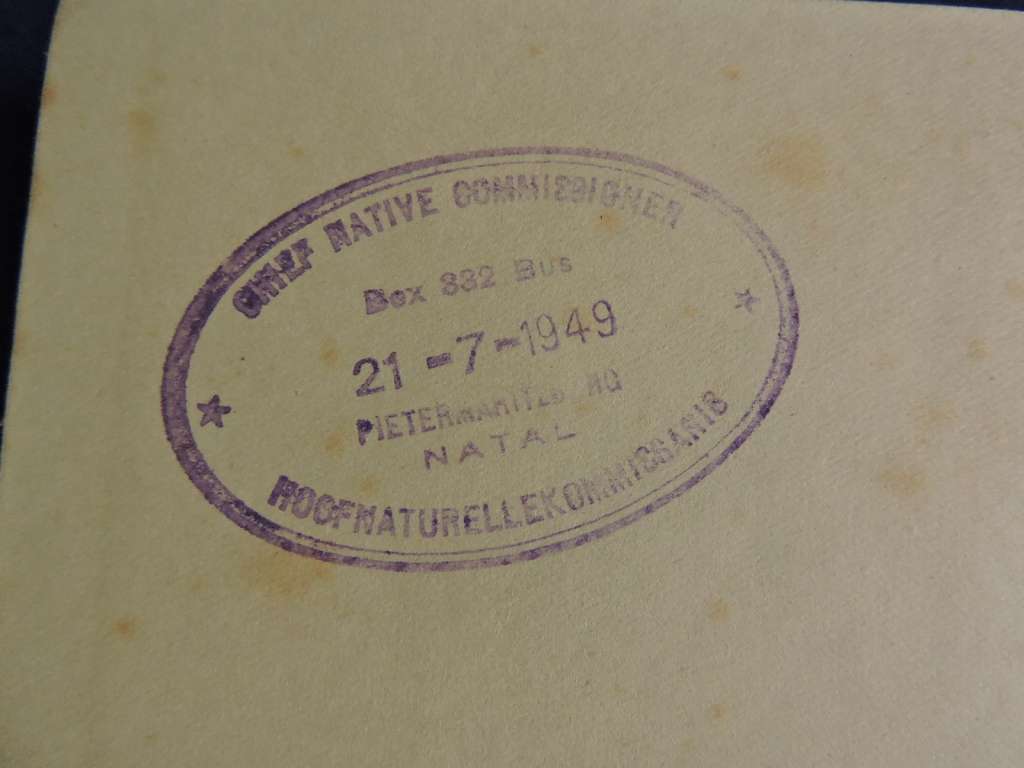 CHIEF NATIVE COMMISSIONER
Box 332 Bus
21 -7-1949
PIETERMARITZBURG
NATAL
HOOFNATURELLEKOMMISSARIS